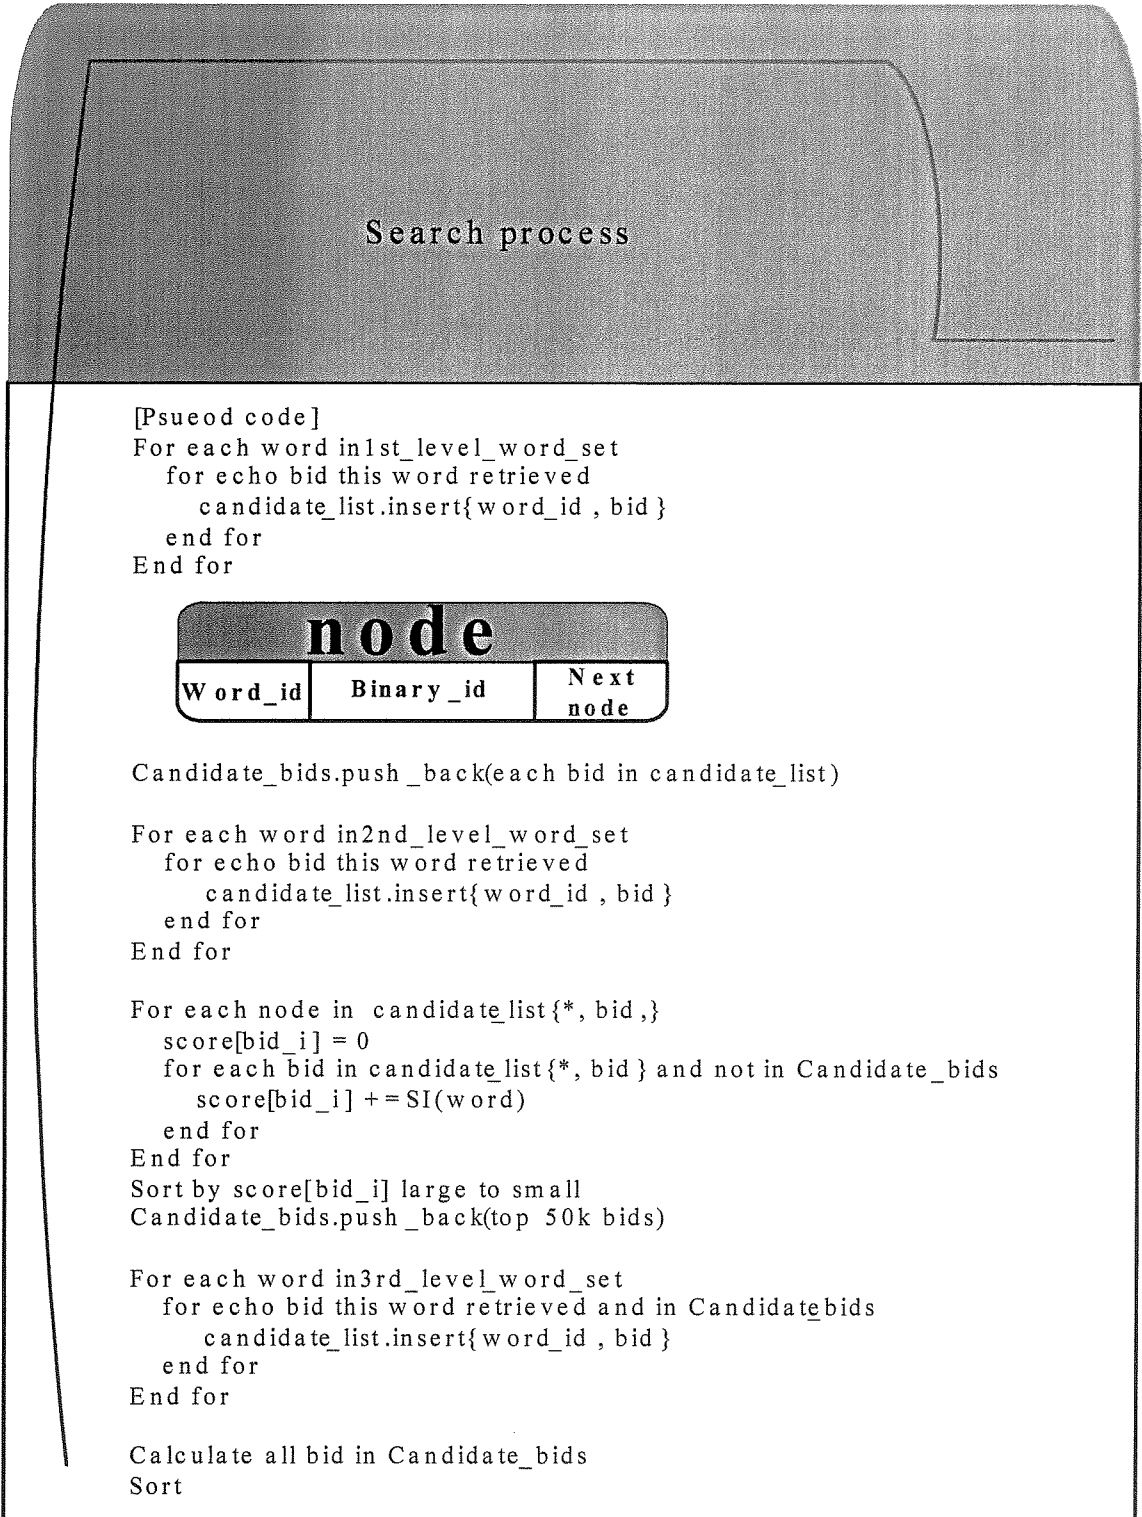 Search process
[Psueod code]
For each word in1st_level_word_set
for echo bid this word retrieved
candidate_list.insert{word_id , bid }
end for
End for
node
Word_id Binary_id Next node
Candidate_bids.push_back(each bid in candidate_list)
For each word in2nd_level_word_set
for echo bid this word retrieved
candidate_list.insert{word_id , bid }
end for
End for
For each node in candidate_list{*, bid ,}
score[bid_i] = 0
for each bid in candidate_list{*, bid } and not in Candidate_bids
score[bid_i] +=SI(word)
end for
End for
Sort by score[bid_i] large to small
Candidate_bids.push_back(top 50k bids)
For each word in3rd_level_word_set
for echo bid this word retrieved and in Candidate_bids
candidate_list.insert{word_id , bid }
end for
End for
Calculate all bid in Candidate_bids
Sort